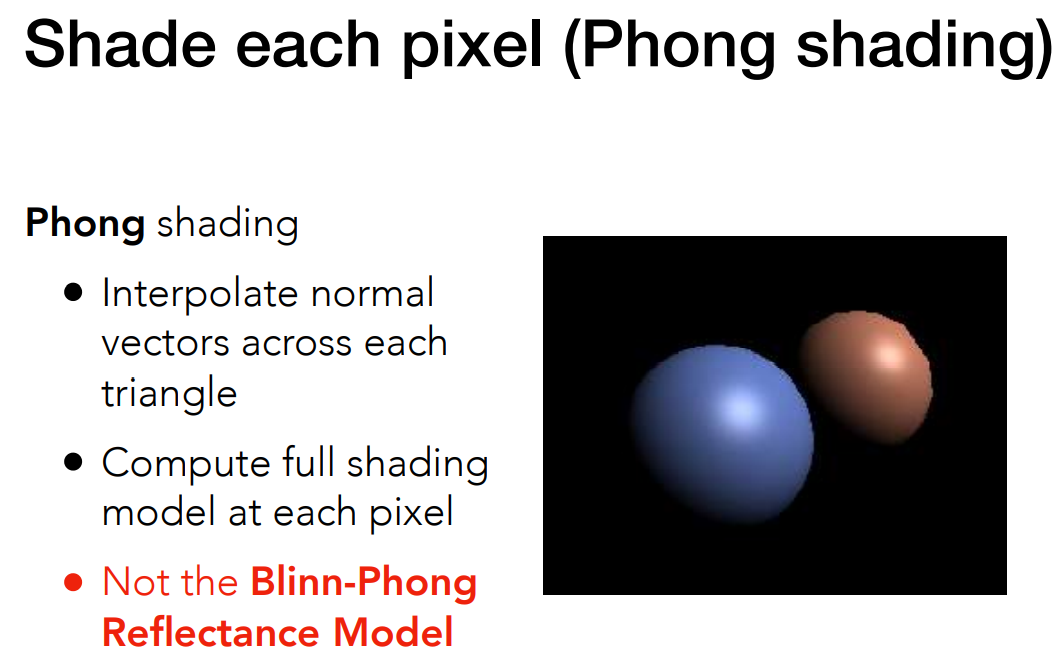 Shade each pixel (Phong shading)
Phong shading
• Interpolate normal
vectors across each
triangle
• Compute full shading
model at each pixel
• Not the Blinn-Phong
Reflectance Model